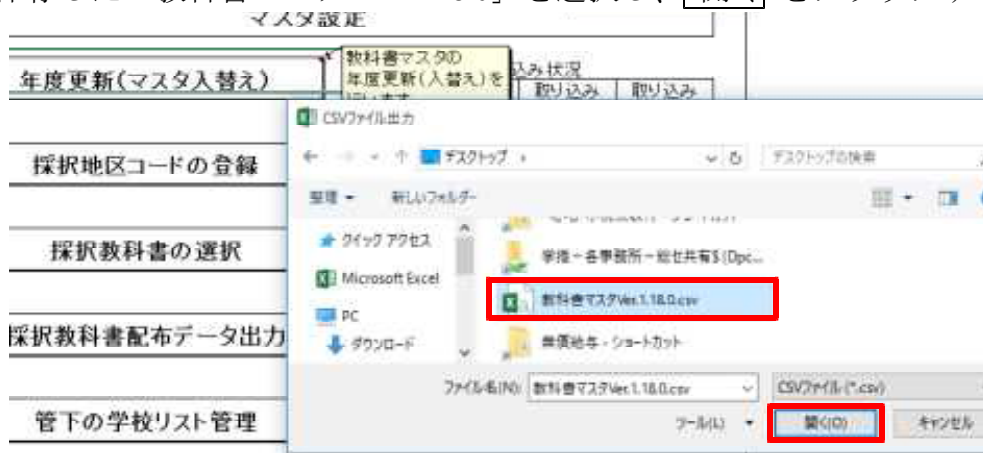 マスタ設定
教科書マスタの
年度更新(マスタ入替え)
年度更新(入替え)を
込み状況
取り込み 取り込み
CSVファイル出力
デスクトップ
デスクトップの検索
採択地区コードの登録
整理 新しいフォルダー
クイック アクセス
学指－各事務所－総セ共有$(Dpc...
採択教科書の選択
Microsoft Excel
教科書マスタVer.1.18.0.csv
PC
採択教科書配布データ出力
ダウンロード
無償給与 - ショートカット
ファイル名(N): 教科書マスタVer.1.18.0.csv CSVファイル (*.csv)
管下の学校リスト管理
ツール(L) 開く(O) キャンセル